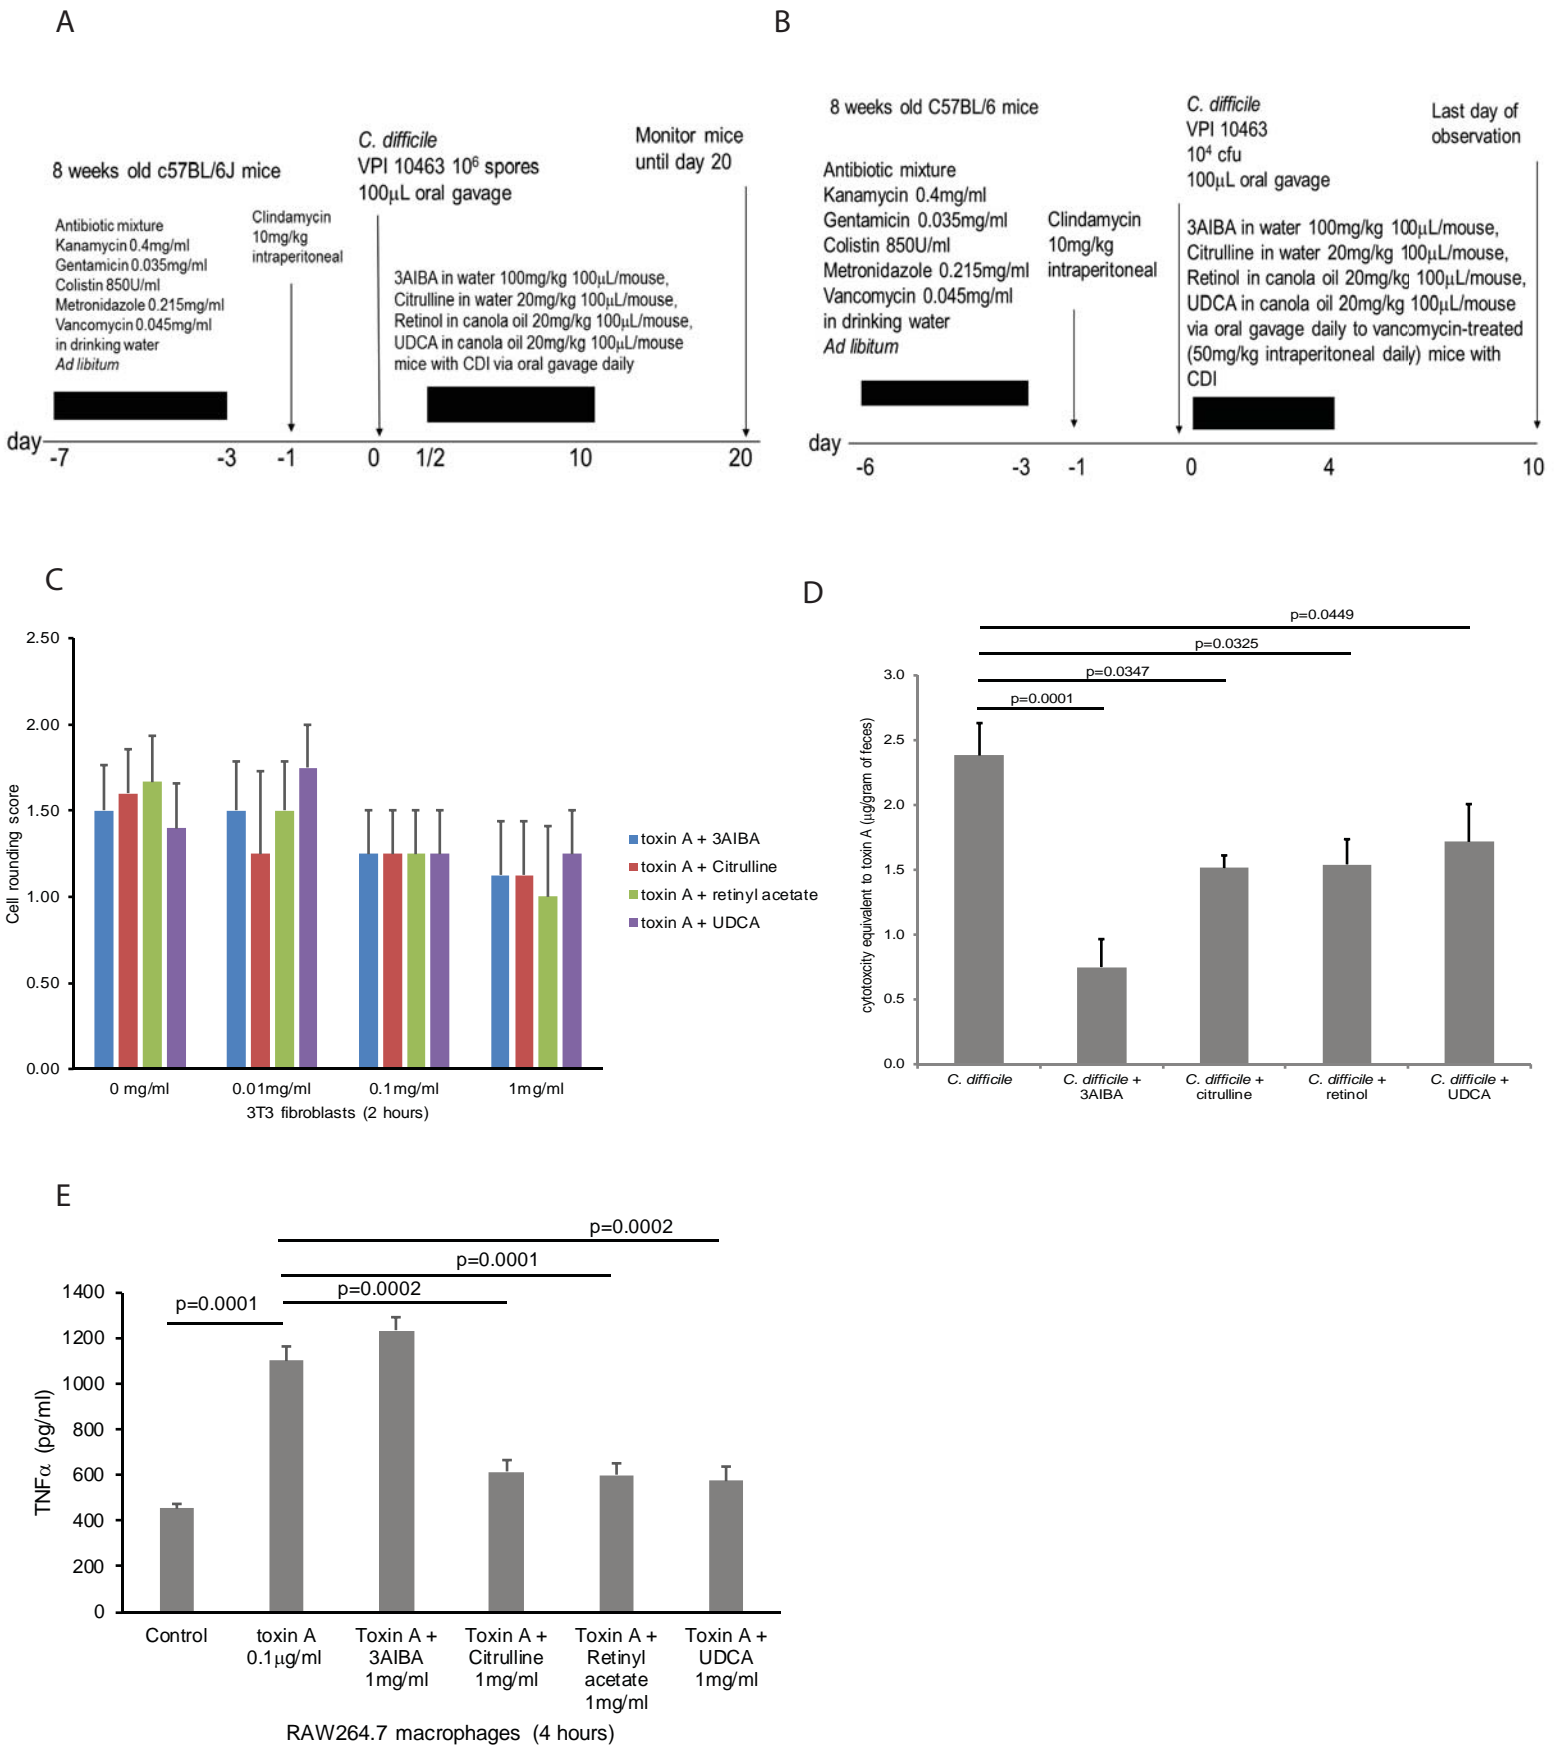 A
8 weeks old c57BL/6J mice
Antibiotic mixture
Kanamycin 0.4mg/ml
Gentamicin 0.035mg/ml
Colistin 850U/ml
Metronidazole 0.215mg/ml
Vancomycin 0.045mg/ml
in drinking water
Ad libitum
Clindamycin
10mg/kg
intraperitoneal
C. difficile
VPI 10463 10⁶ spores
100μL oral gavage
3AIBA in water 100mg/kg 100μL/mouse,
Citrulline in water 20mg/kg 100μL/mouse,
Retinol in canola oil 20mg/kg 100μL/mouse,
UDCA in canola oil 20mg/kg 100μL/mouse
mice with CDI via oral gavage daily
Monitor mice
until day 20
day -7 -3 -1 0 1/2 10 20
B
8 weeks old C57BL/6 mice
Antibiotic mixture
Kanamycin 0.4mg/ml
Gentamicin 0.035mg/ml
Colistin 850U/ml
Metronidazole 0.215mg/ml
Vancomycin 0.045mg/ml
in drinking water
Ad libitum
Clindamycin
10mg/kg
intraperitoneal
C. difficile
VPI 10463
10⁴ cfu
100μL oral gavage
3AIBA in water 100mg/kg 100μL/mouse,
Citrulline in water 20mg/kg 100μL/mouse,
Retinol in canola oil 20mg/kg 100μL/mouse,
UDCA in canola oil 20mg/kg 100μL/mouse
via oral gavage daily to vancomycin-treated
(50mg/kg intraperitoneal daily) mice with
CDI
Last day of
observation
day -6 -3 -1 0 4 10
C
Cell rounding score
2.50
2.00
1.50
1.00
0.50
0.00
0 mg/ml 0.01mg/ml 0.1mg/ml 1mg/ml
3T3 fibroblasts (2 hours)
toxin A + 3AIBA
toxin A + Citrulline
toxin A + retinyl acetate
toxin A + UDCA
D
p=0.0449
p=0.0325
p=0.0347
p=0.0001
cytotoxcity equivalent to toxin A (μg/gram of feces)
3.0
2.5
2.0
1.5
1.0
0.5
0.0
C. difficile
C. difficile +
3AIBA
C. difficile +
citrulline
C. difficile +
retinol
C. difficile +
UDCA
E
p=0.0002
p=0.0001
p=0.0002
p=0.0001
TNFα (pg/ml)
1400
1200
1000
800
600
400
200
0
Control
toxin A
0.1μg/ml
Toxin A +
3AIBA
1mg/ml
Toxin A +
Citrulline
1mg/ml
Toxin A +
Retinyl
acetate
1mg/ml
Toxin A +
UDCA
1mg/ml
RAW264.7 macrophages (4 hours)